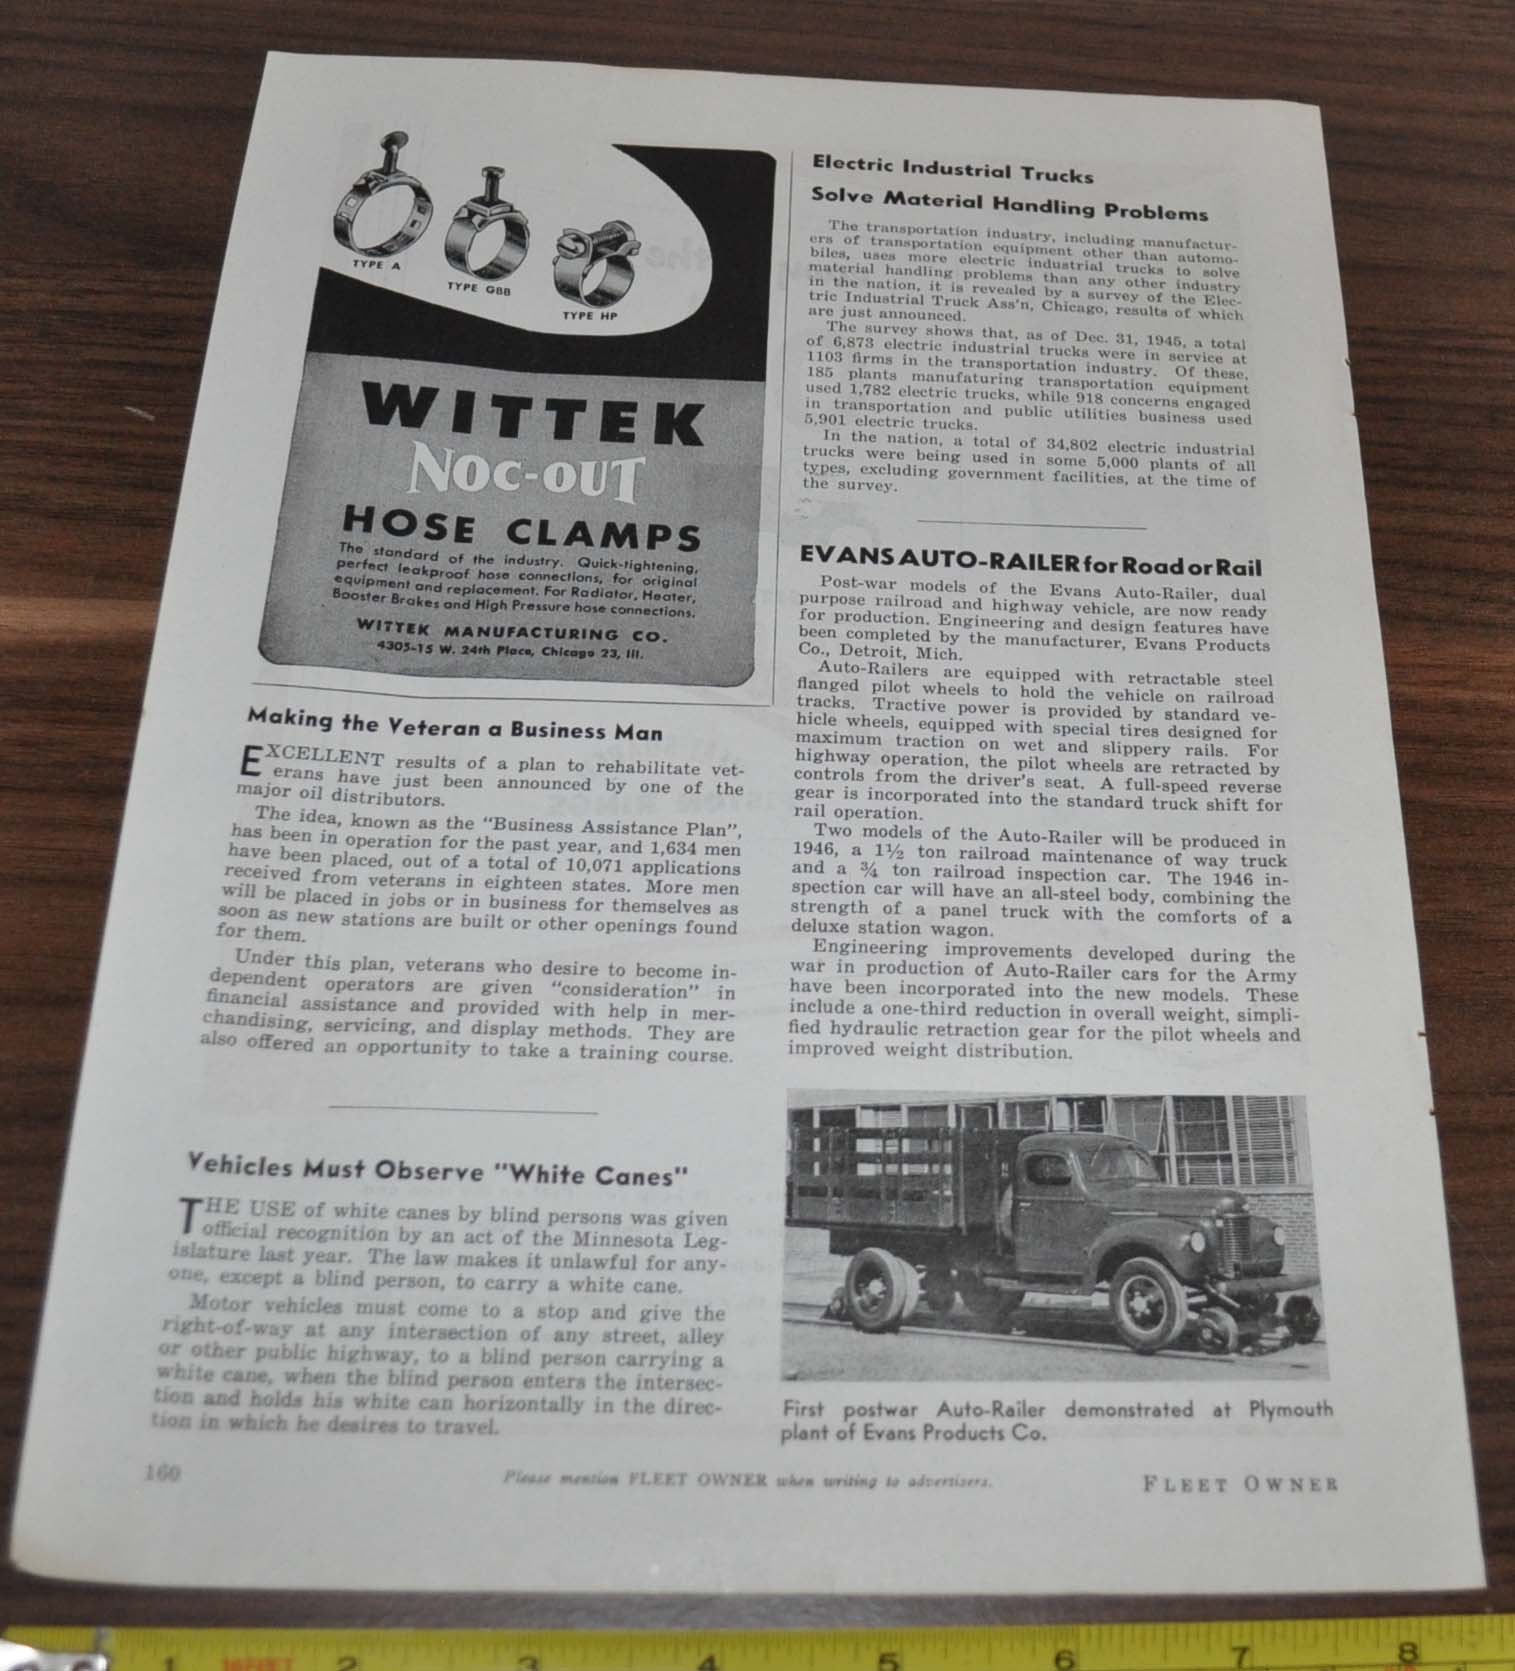 TYPE A
TYPE GBB
TYPE HP
WITTEK
NOC-OUT
HOSE CLAMPS
The standard of the industry. Quick-tightening,
perfect leakproof hose connections, for original
equipment and replacement. For Radiator, Heater,
Booster Brakes and High Pressure hose connections.
WITTEK MANUFACTURING CO.
4305-15 W. 24th Place, Chicago 23, Ill.
Making the Veteran a Business Man
EXCELLENT results of a plan to rehabilitate vet-
erans have just been announced by one of the
major oil distributors.
The idea, known as the "Business Assistance Plan",
has been in operation for the past year, and 1,634 men
have been placed, out of a total of 10,071 applications
received from veterans in eighteen states. More men
will be placed in jobs or in business for themselves as
soon as new stations are built or other openings found
for them.
Under this plan, veterans who desire to become in-
dependent operators are given "consideration" in
financial assistance and provided with help in mer-
chandising, servicing, and display methods. They are
also offered an opportunity to take a training course.
Vehicles Must Observe "White Canes"
THE USE of white canes by blind persons was given
official recognition by an act of the Minnesota Leg-
islature last year. The law makes it unlawful for any-
one, except a blind person, to carry a white cane.
Motor vehicles must come to a stop and give the
right-of-way at any intersection of any street, alley
or other public highway, to a blind person carrying a
white cane, when the blind person enters the intersec-
tion and holds his white can horizontally in the direc-
tion in which he desires to travel.
Electric Industrial Trucks
Solve Material Handling Problems
The transportation industry, including manufactur-
ers of transportation equipment other than automo-
biles, uses more electric industrial trucks to solve
material handling problems than any other industry
in the nation, it is revealed by a survey of the Elec-
tric Industrial Truck Ass'n, Chicago, results of which
are just announced.
The survey shows that, as of Dec. 31, 1945, a total
of 6,873 electric industrial trucks were in service at
1103 firms in the transportation industry. Of these,
185 plants manufaturing transportation equipment
used 1,782 electric trucks, while 918 concerns engaged
in transportation and public utilities business used
5,901 electric trucks.
In the nation, a total of 34,802 electric industrial
trucks were being used in some 5,000 plants of all
types, excluding government facilities, at the time of
the survey.
EVANS AUTO-RAILER for Road or Rail
Post-war models of the Evans Auto-Railer, dual
purpose railroad and highway vehicle, are now ready
for production. Engineering and design features have
been completed by the manufacturer, Evans Products
Co., Detroit, Mich.
Auto-Railers are equipped with retractable steel
flanged pilot wheels to hold the vehicle on railroad
tracks. Tractive power is provided by standard ve-
hicle wheels, equipped with special tires designed for
maximum traction on wet and slippery rails. For
highway operation, the pilot wheels are retracted by
controls from the driver's seat. A full-speed reverse
gear is incorporated into the standard truck shift for
rail operation.
Two models of the Auto-Railer will be produced in
1946, a 1½ ton railroad maintenance of way truck
and a ¾ ton railroad inspection car. The 1946 in-
spection car will have an all-steel body, combining the
strength of a panel truck with the comforts of a
deluxe station wagon.
Engineering improvements developed during the
war in production of Auto-Railer cars for the Army
have been incorporated into the new models. These
include a one-third reduction in overall weight, simpli-
fied hydraulic retraction gear for the pilot wheels and
improved weight distribution.
First postwar Auto-Railer demonstrated at Plymouth
plant of Evans Products Co.
160
Please mention FLEET OWNER when writing to advertisers.
FLEET OWNER
1 2 3 4 5 6 7 8